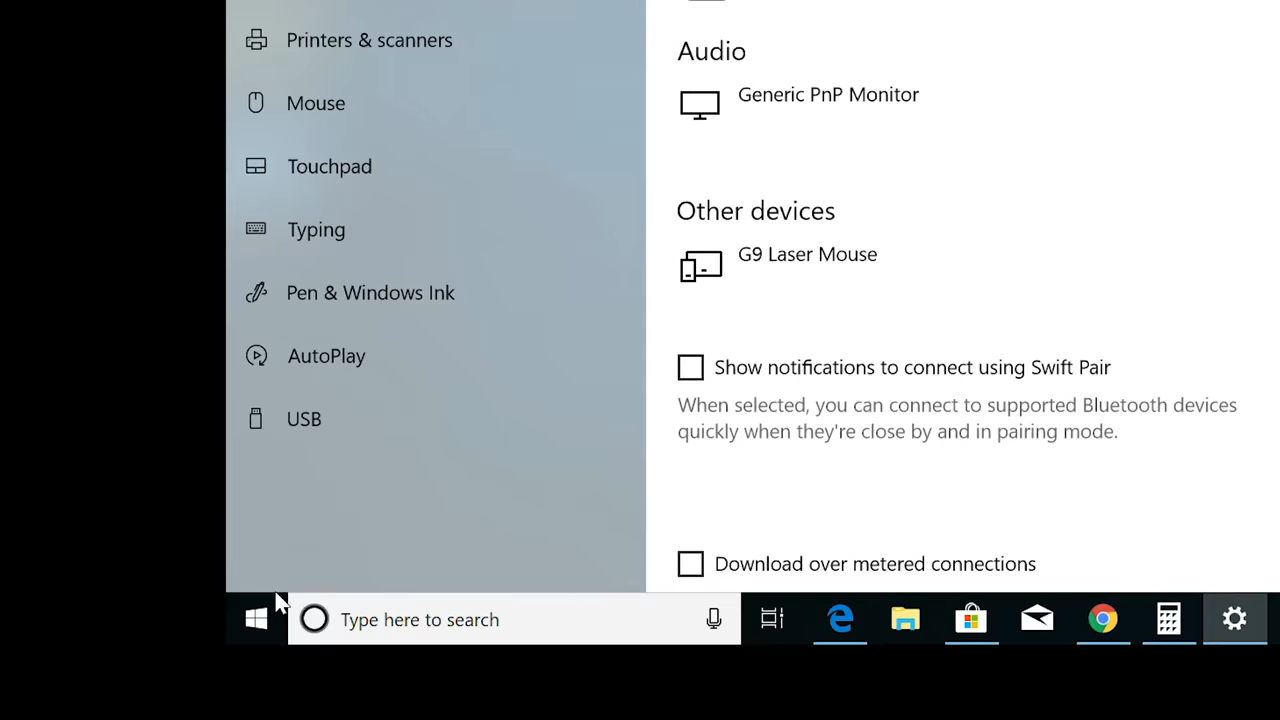 Printers & scanners
Mouse
Touchpad
Typing
Pen & Windows Ink
AutoPlay
USB
Audio
Generic PnP Monitor
Other devices
G9 Laser Mouse
Show notifications to connect using Swift Pair
When selected, you can connect to supported Bluetooth devices
quickly when they're close by and in pairing mode.
Download over metered connections
Type here to search